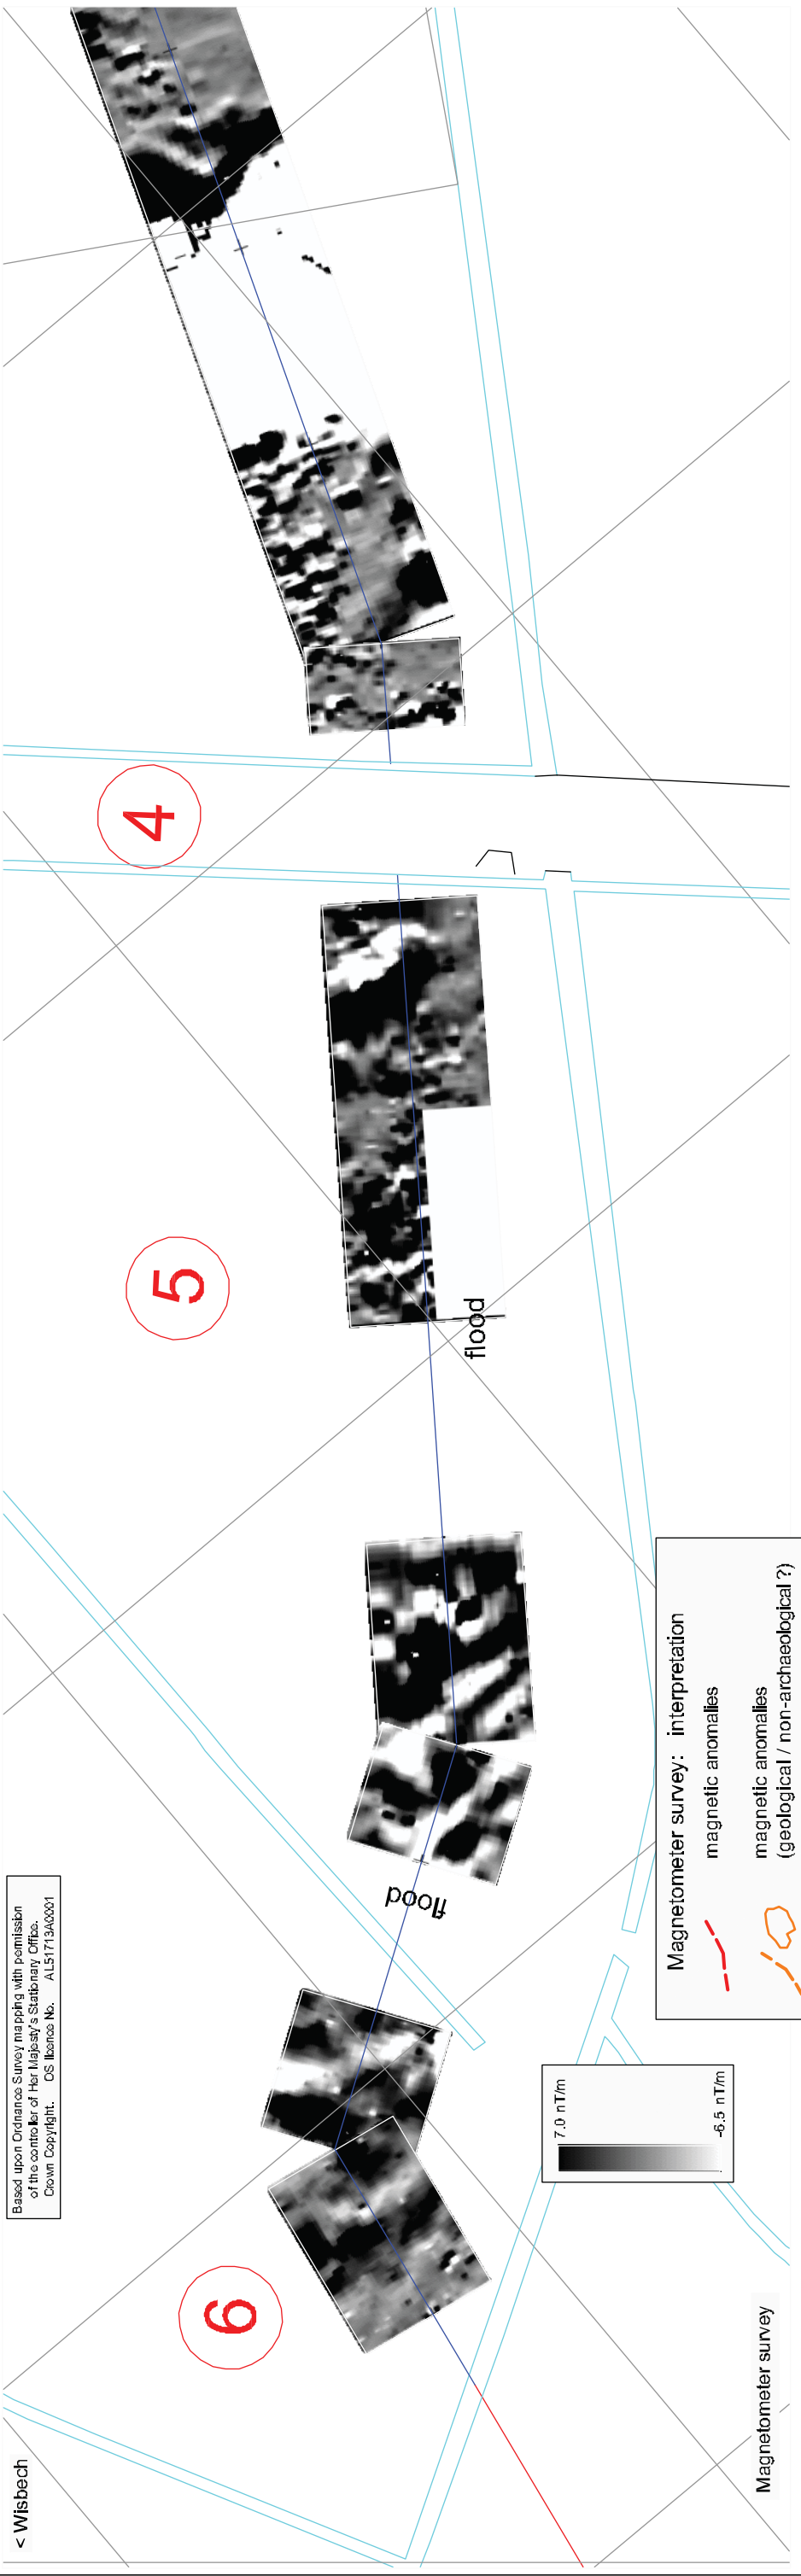 < Wisbech
Based upon Ordnance Survey mapping with permission
of the controller of Her Majesty's Stationary Office.
Crown Copyright. OS licence No. AL51713A0001
6
flood
5
flood
4
Magnetometer survey
7.0 nT/m
-6.5 nT/m
Magnetometer survey: interpretation
magnetic anomalies
magnetic anomalies
(geological / non-archaeological ?)